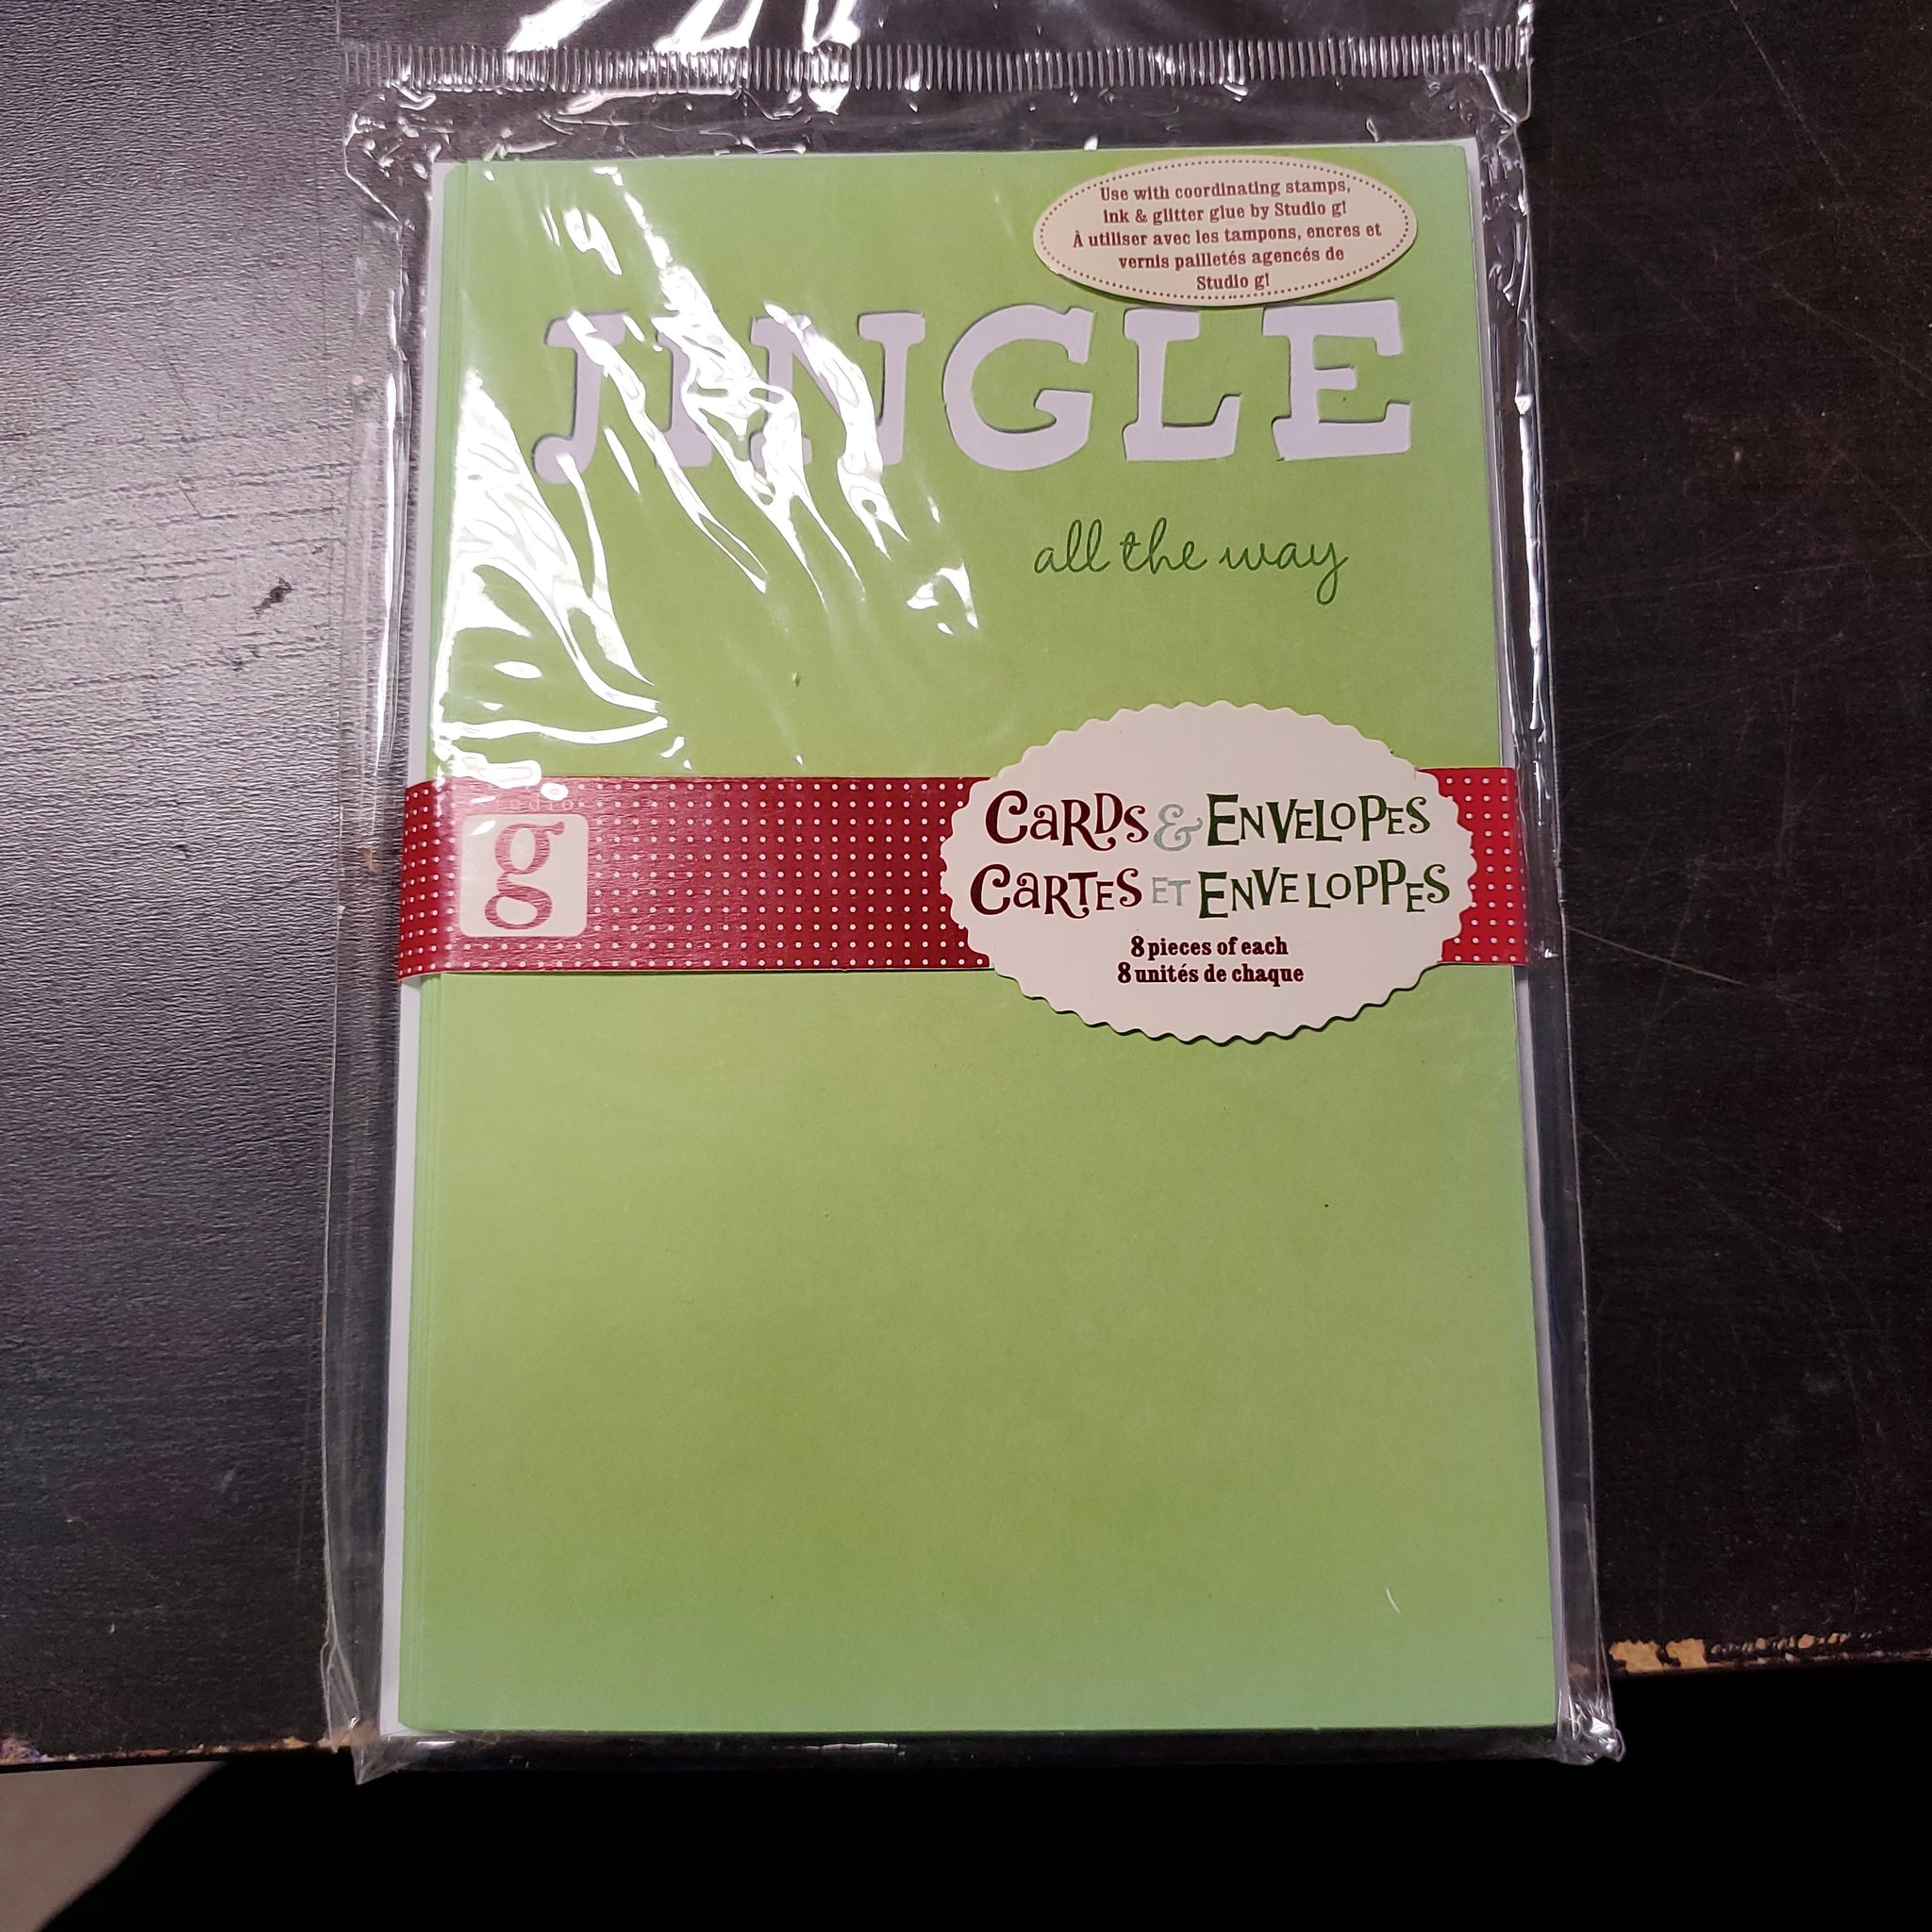 Use with coordinating stamps,
ink & glitter glue by Studio g!
À utiliser avec les tampons, encres et
vernis pailletés agencés de
Studio g!
JINGLE
all the way
studio
g
CARDS & ENVELOPES
CARTES ET ENVELOPPES
8 pieces of each
8 unités de chaque